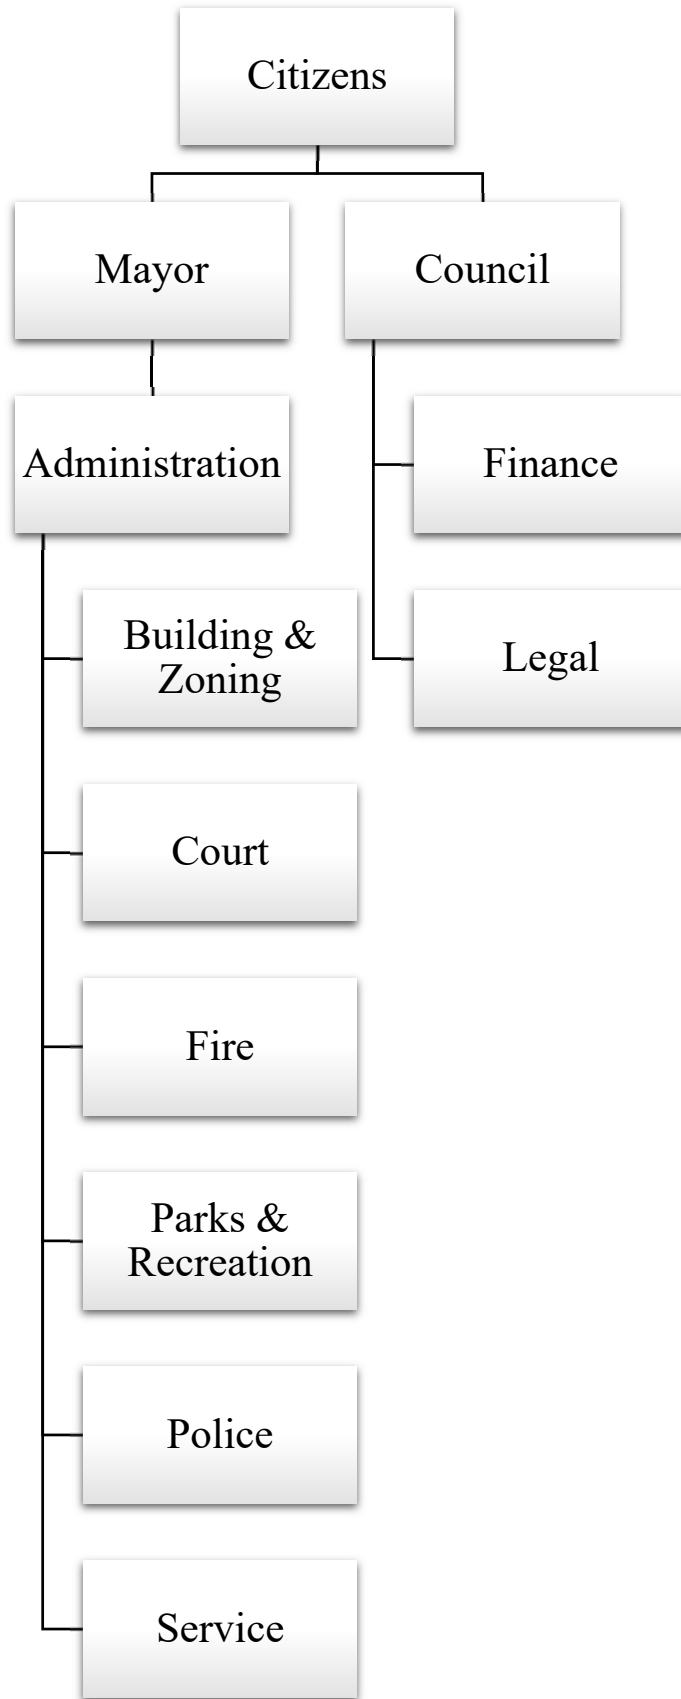 Citizens
Mayor
Council
Administration
Finance
Building &
Zoning
Legal
Court
Fire
Parks &
Recreation
Police
Service